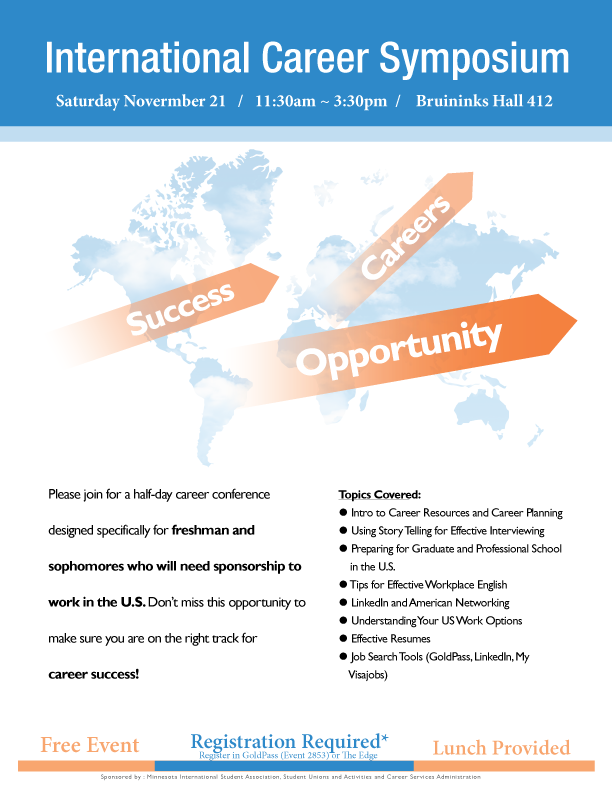 International Career Symposium
Saturday Novermber 21 / 11:30am ~ 3:30pm / Bruininks Hall 412
Careers
Success
Opportunity
Please join for a half-day career conference
designed specifically for freshman and
sophomores who will need sponsorship to
work in the U.S. Don't miss this opportunity to
make sure you are on the right track for
career success!
Topics Covered:
● Intro to Career Resources and Career Planning
● Using Story Telling for Effective Interviewing
● Preparing for Graduate and Professional School
in the U.S.
● Tips for Effective Workplace English
● LinkedIn and American Networking
● Understanding Your US Work Options
● Effective Resumes
● Job Search Tools (GoldPass, LinkedIn, My
Visajobs)
Free Event
Registration Required*
Register in GoldPass (Event 2853) or The Edge
Lunch Provided
Sponsored by : Minnesota International Student Association, Student Unions and Activities and Career Services Administration